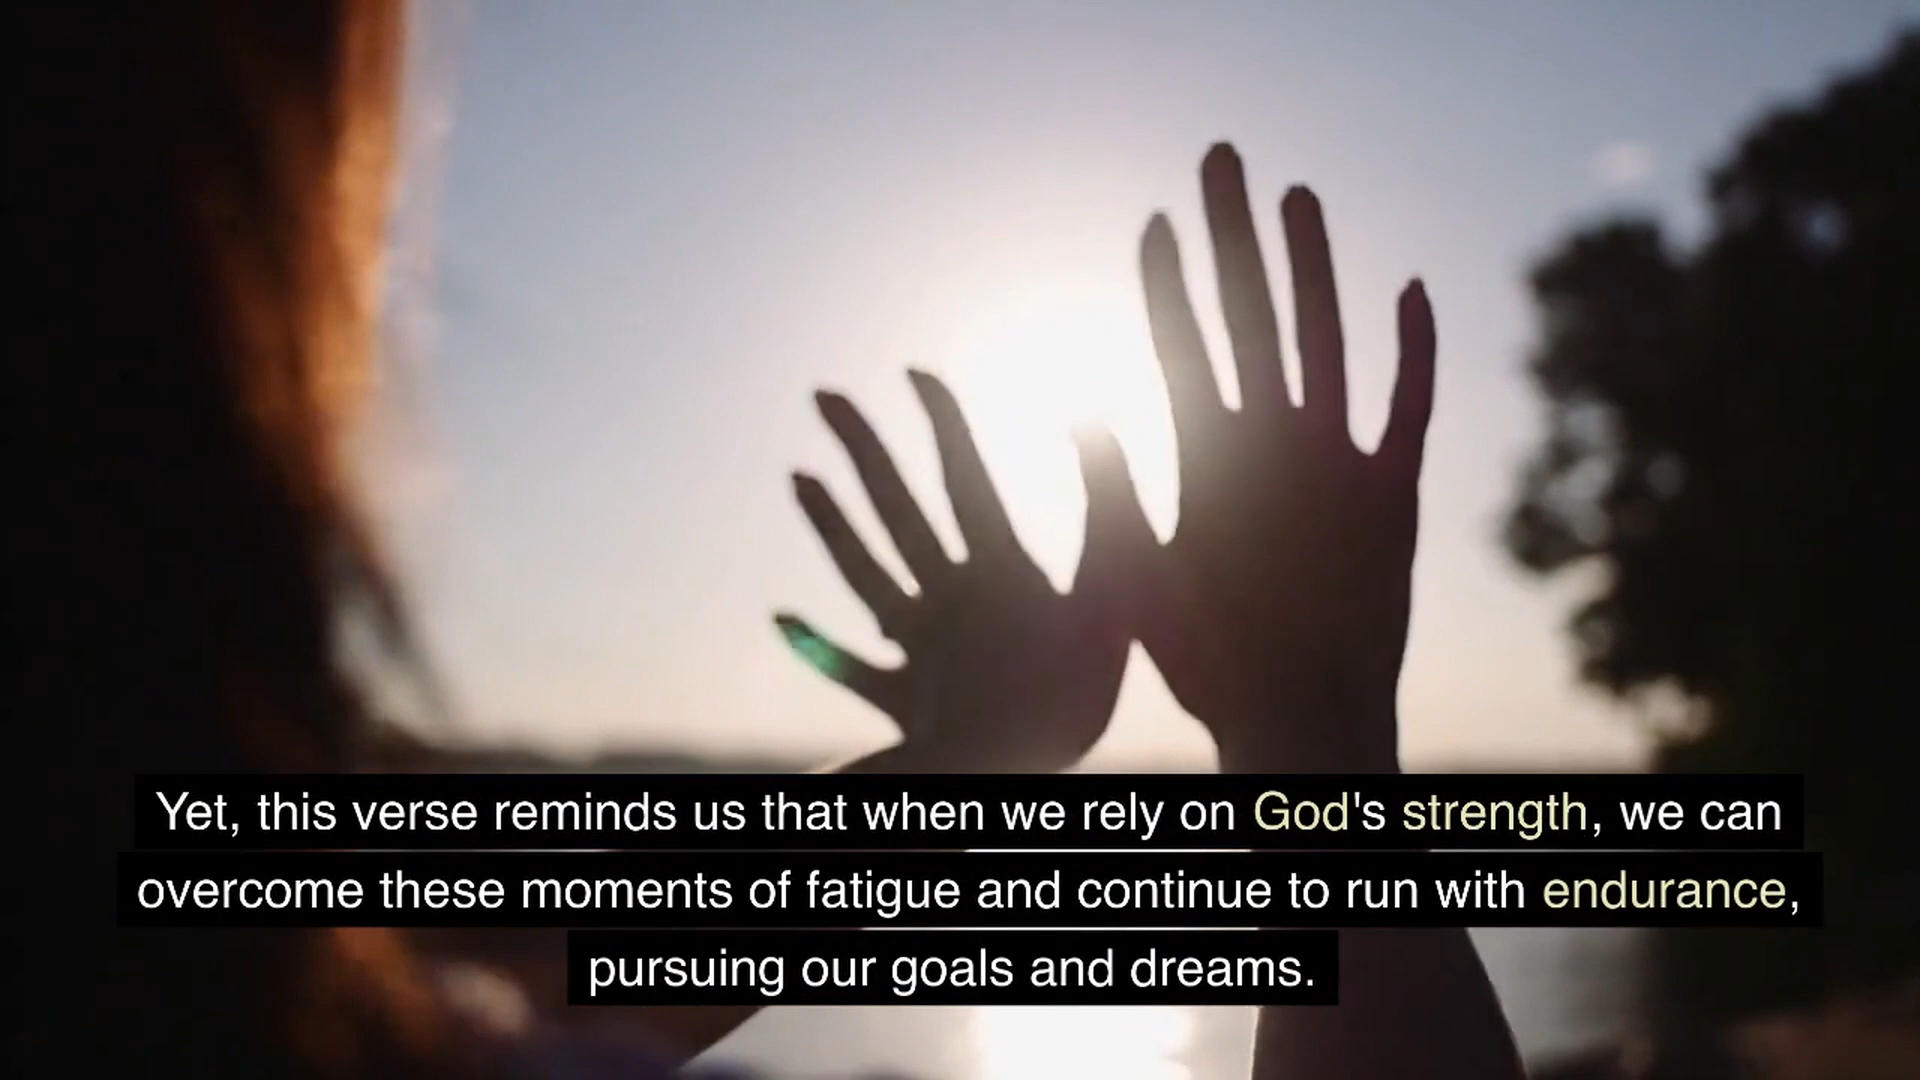 Yet, this verse reminds us that when we rely on God's strength, we can
overcome these moments of fatigue and continue to run with endurance,
pursuing our goals and dreams.